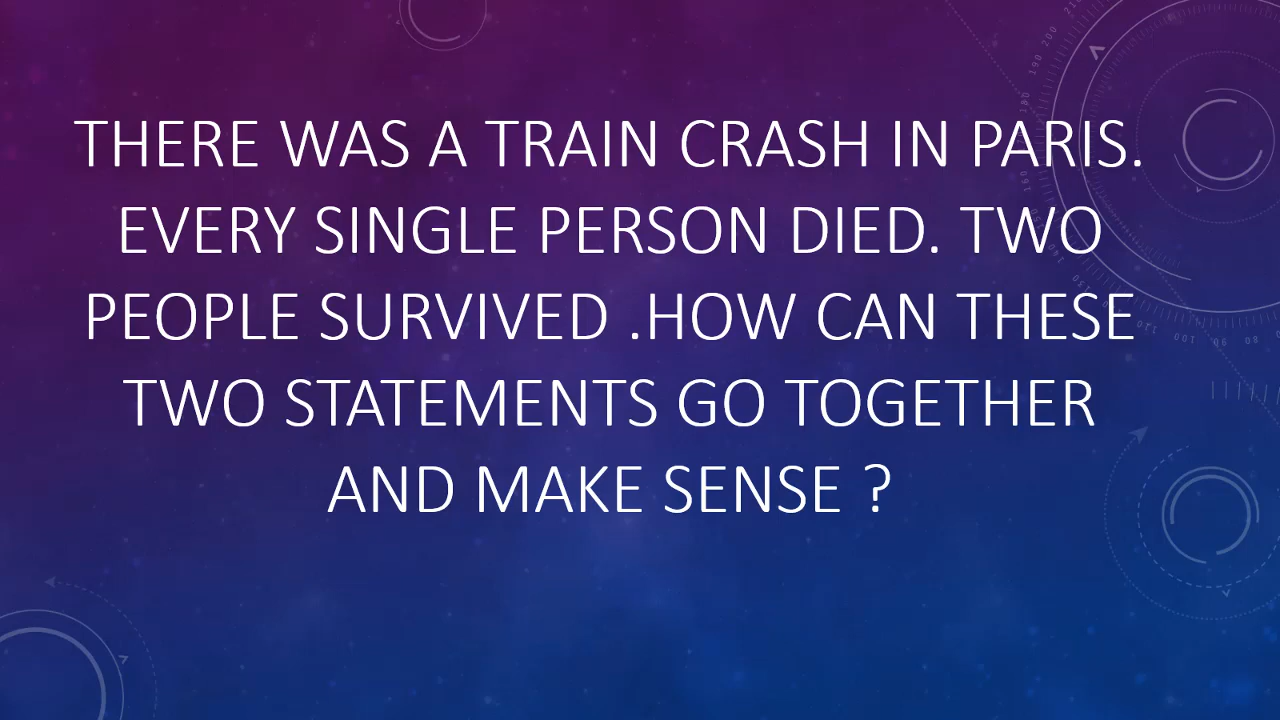 THERE WAS A TRAIN CRASH IN PARIS.
EVERY SINGLE PERSON DIED. TWO
PEOPLE SURVIVED .HOW CAN THESE
TWO STATEMENTS GO TOGETHER
AND MAKE SENSE ?